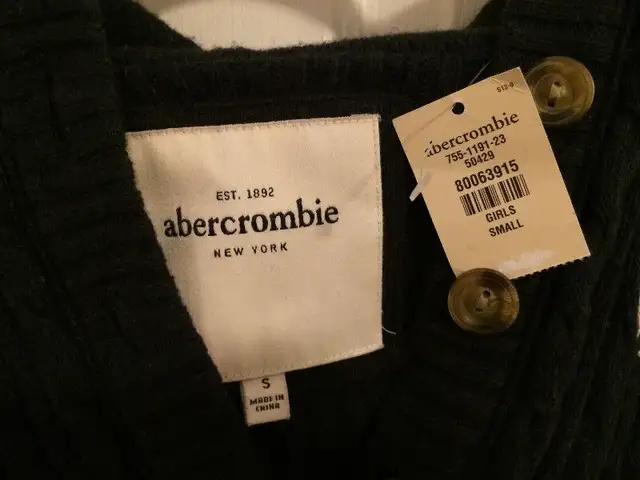 EST. 1892
abercrombie
NEW YORK
S
MADE IN
CHINA
abercrombie
755-1191-23
50429
80063915
GIRLS
SMALL